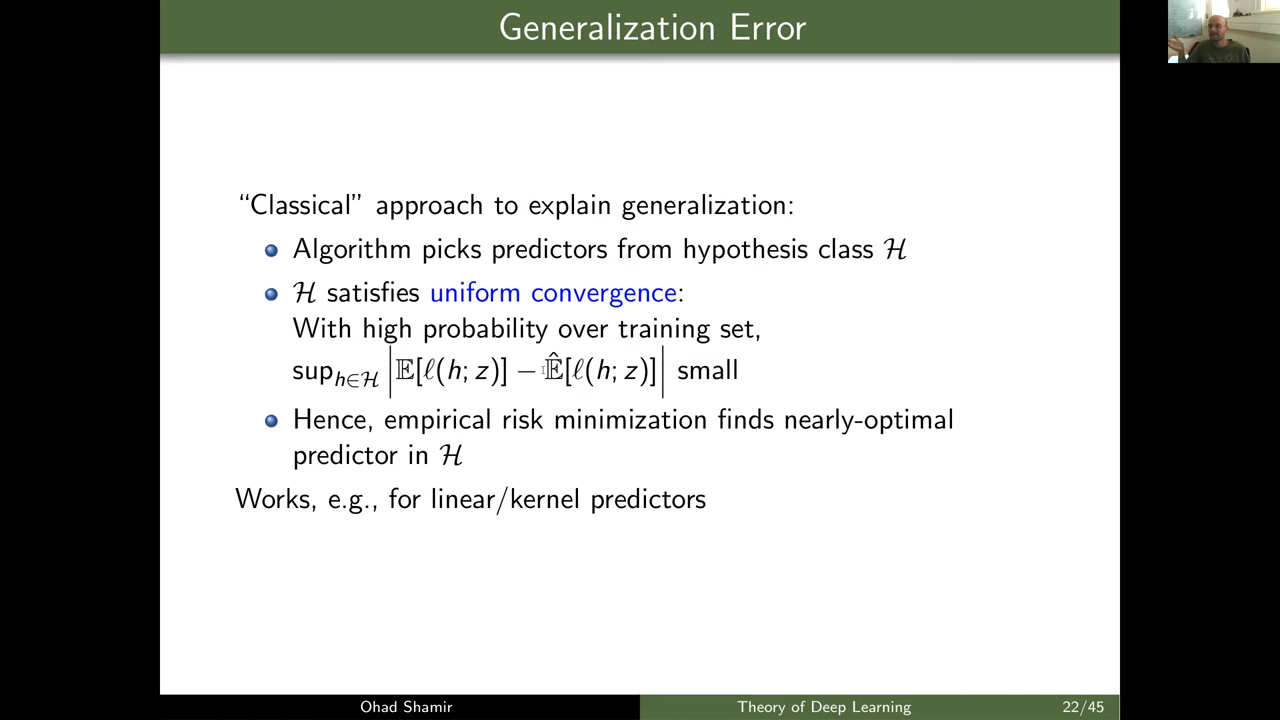 Generalization Error
“Classical” approach to explain generalization:
Algorithm picks predictors from hypothesis class ℋ
ℋ satisfies uniform convergence:
With high probability over training set,
sup_{h∈ℋ} |𝔼[ℓ(h; z)] − 𝔼̂[ℓ(h; z)]| small
Hence, empirical risk minimization finds nearly-optimal
predictor in ℋ
Works, e.g., for linear/kernel predictors
Ohad Shamir
Theory of Deep Learning
22/45